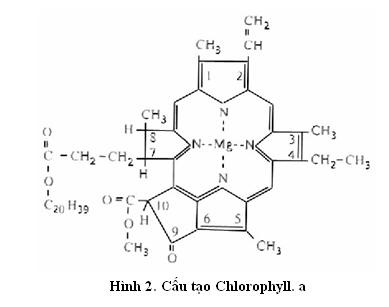 CH₂
CH₃ CH
1 2
CH₃
H 8 N 3 CH₃
O N Mg N
C CH₂ CH₂ 7 4 CH₂-CH₃
O H N
C₂₀H₃₉ O C 10 6 5
H
O 9 CH₃
CH₃ O
Hình 2. Cấu tạo Chlorophyll. a